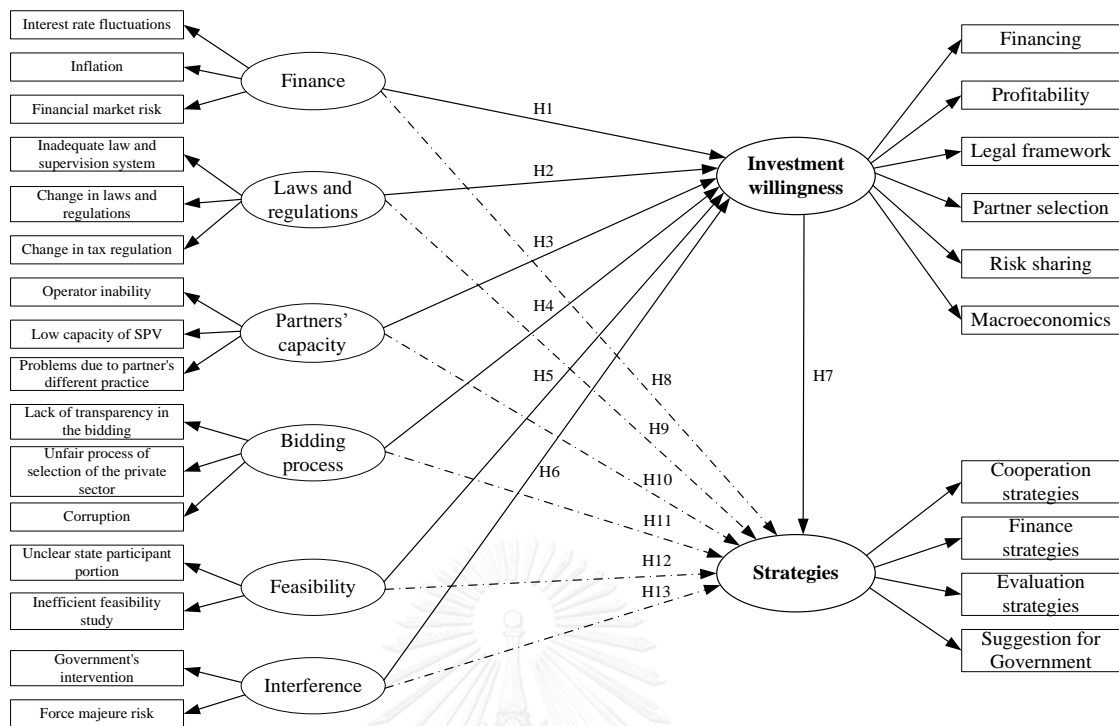 Interest rate fluctuations
Inflation
Financial market risk
Inadequate law and
supervision system
Change in laws and
regulations
Change in tax regulation
Operator inability
Low capacity of SPV
Problems due to partner's
different practice
Lack of transparency in
the bidding
Unfair process of
selection of the private
sector
Corruption
Unclear state participant
portion
Inefficient feasibility
study
Government's
intervention
Force majeure risk
Finance
Laws and
regulations
Partners'
capacity
Bidding
process
Feasibility
Interference
H1
H2
H3
H4
H5
H6
H7
H8
H9
H10
H11
H12
H13
Investment
willingness
Strategies
Financing
Profitability
Legal framework
Partner selection
Risk sharing
Macroeconomics
Cooperation
strategies
Finance
strategies
Evaluation
strategies
Suggestion for
Government